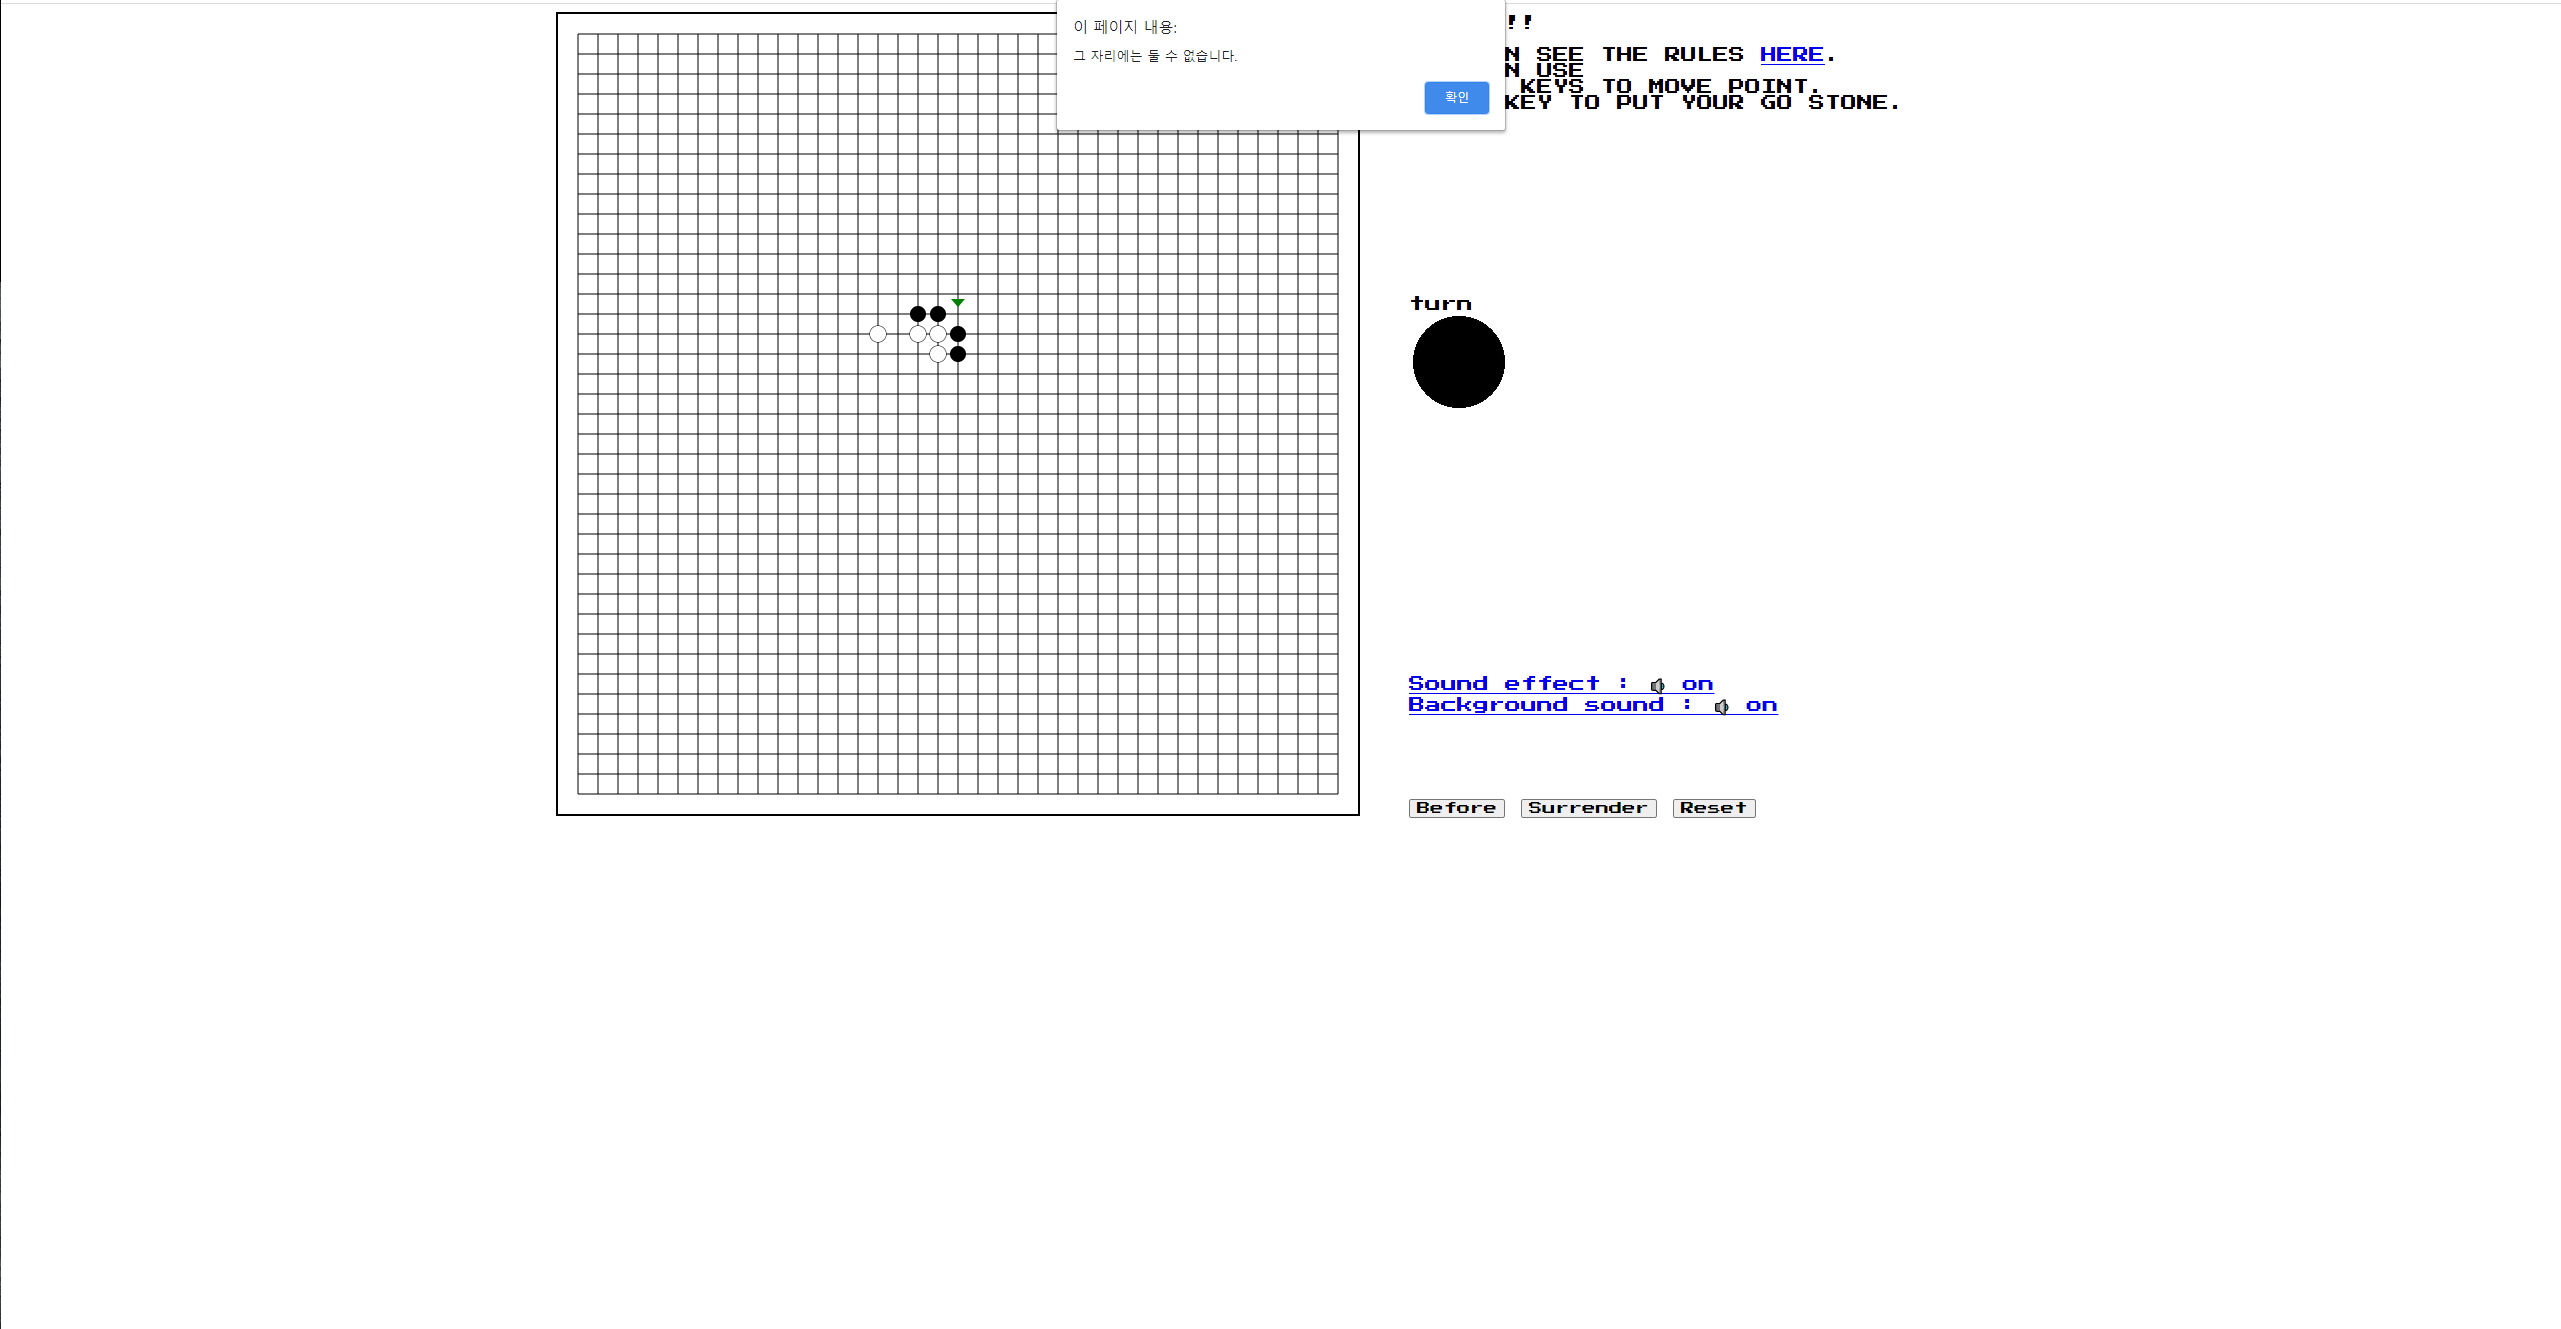 이 페이지 내용:
그 자리에는 둘 수 없습니다.
확인
!!
N SEE THE RULES HERE.
N USE
KEYS TO MOVE POINT.
KEY TO PUT YOUR GO STONE.
turn
Sound effect : on
Background sound : on
Before Surrender Reset